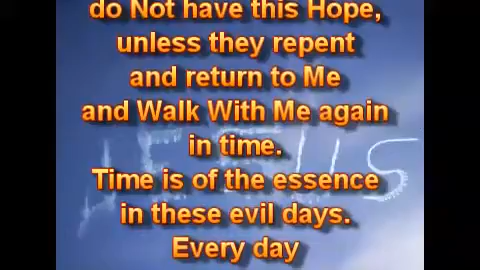 do Not have this Hope,
unless they repent
and return to Me
and Walk With Me again
in time.
Time is of the essence
in these evil days.
Every day
JESUS